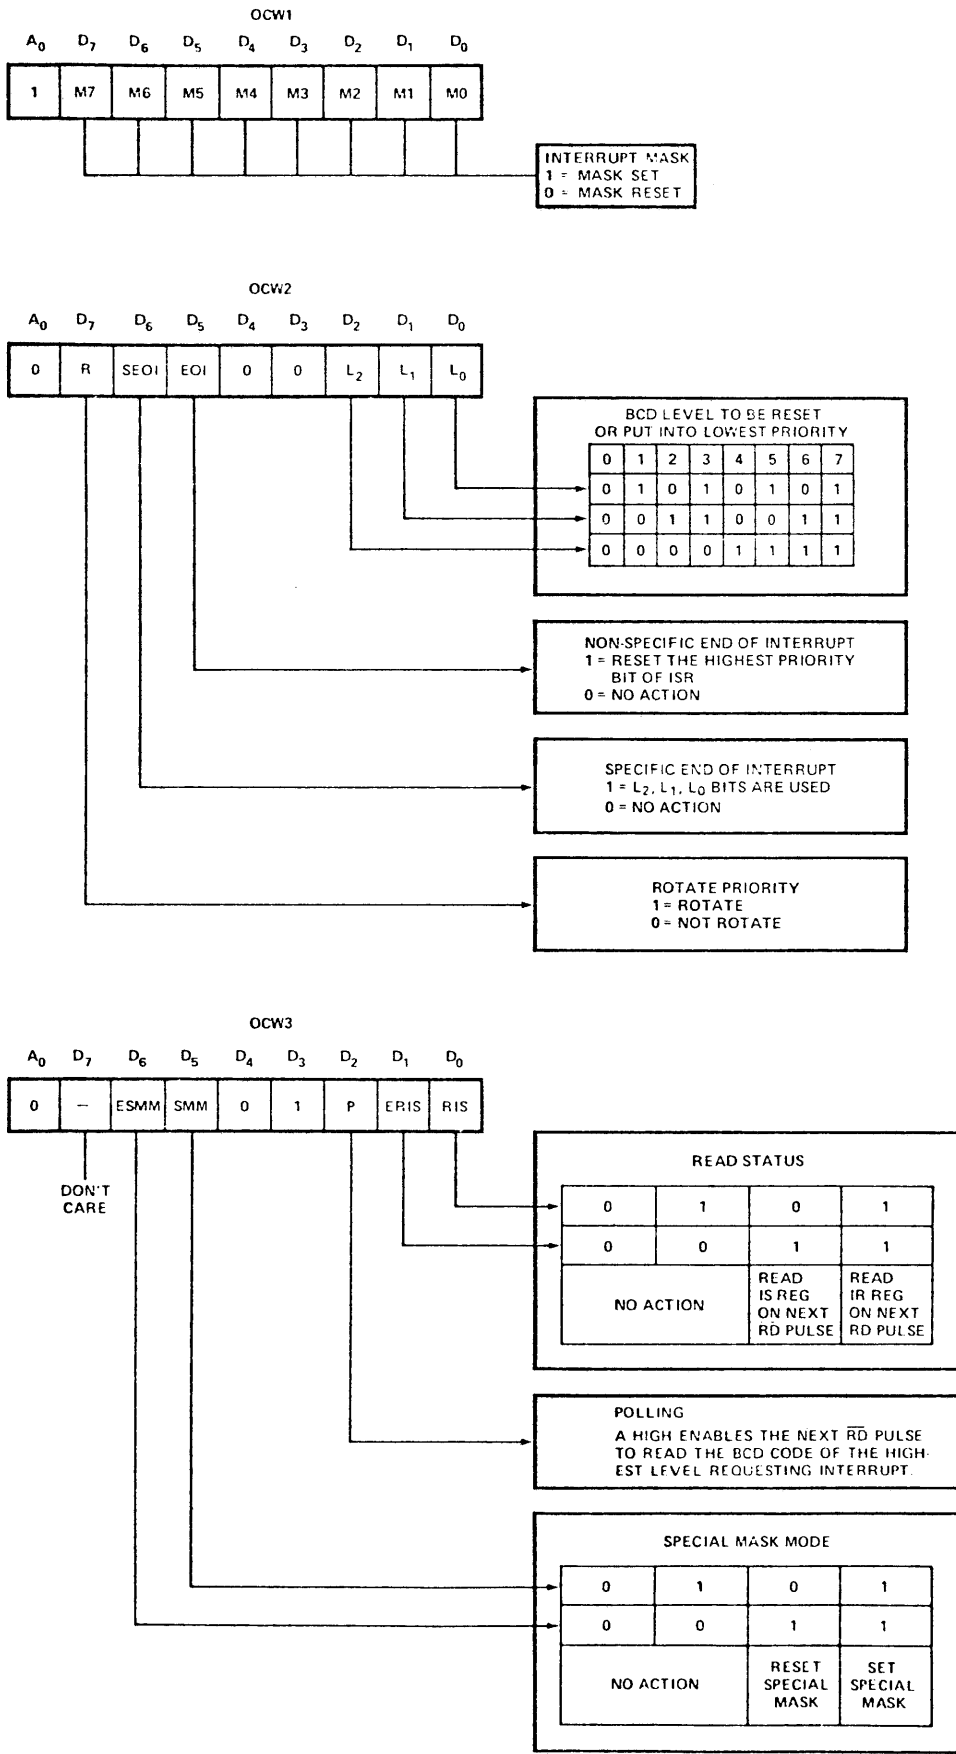 OCW1
A0 D7 D6 D5 D4 D3 D2 D1 D0
1 M7 M6 M5 M4 M3 M2 M1 M0
INTERRUPT MASK
1 = MASK SET
0 = MASK RESET
OCW2
A0 D7 D6 D5 D4 D3 D2 D1 D0
0 R SEOI EOI 0 0 L2 L1 L0
BCD LEVEL TO BE RESET
OR PUT INTO LOWEST PRIORITY
0 1 2 3 4 5 6 7
0 1 0 1 0 1 0 1
0 0 1 1 0 0 1 1
0 0 0 0 1 1 1 1
NON-SPECIFIC END OF INTERRUPT
1 = RESET THE HIGHEST PRIORITY
BIT OF ISR
0 = NO ACTION
SPECIFIC END OF INTERRUPT
1 = L2, L1, L0 BITS ARE USED
0 = NO ACTION
ROTATE PRIORITY
1 = ROTATE
0 = NOT ROTATE
OCW3
A0 D7 D6 D5 D4 D3 D2 D1 D0
0 – ESMM SMM 0 1 P ERIS RIS
DON'T
CARE
READ STATUS
0 1 0 1
0 0 1 1
NO ACTION
READ
IS REG
ON NEXT
RD PULSE
READ
IR REG
ON NEXT
RD PULSE
POLLING
A HIGH ENABLES THE NEXT R̅D̅ PULSE
TO READ THE BCD CODE OF THE HIGH-
EST LEVEL REQUESTING INTERRUPT.
SPECIAL MASK MODE
0 1 0 1
0 0 1 1
NO ACTION
RESET
SPECIAL
MASK
SET
SPECIAL
MASK